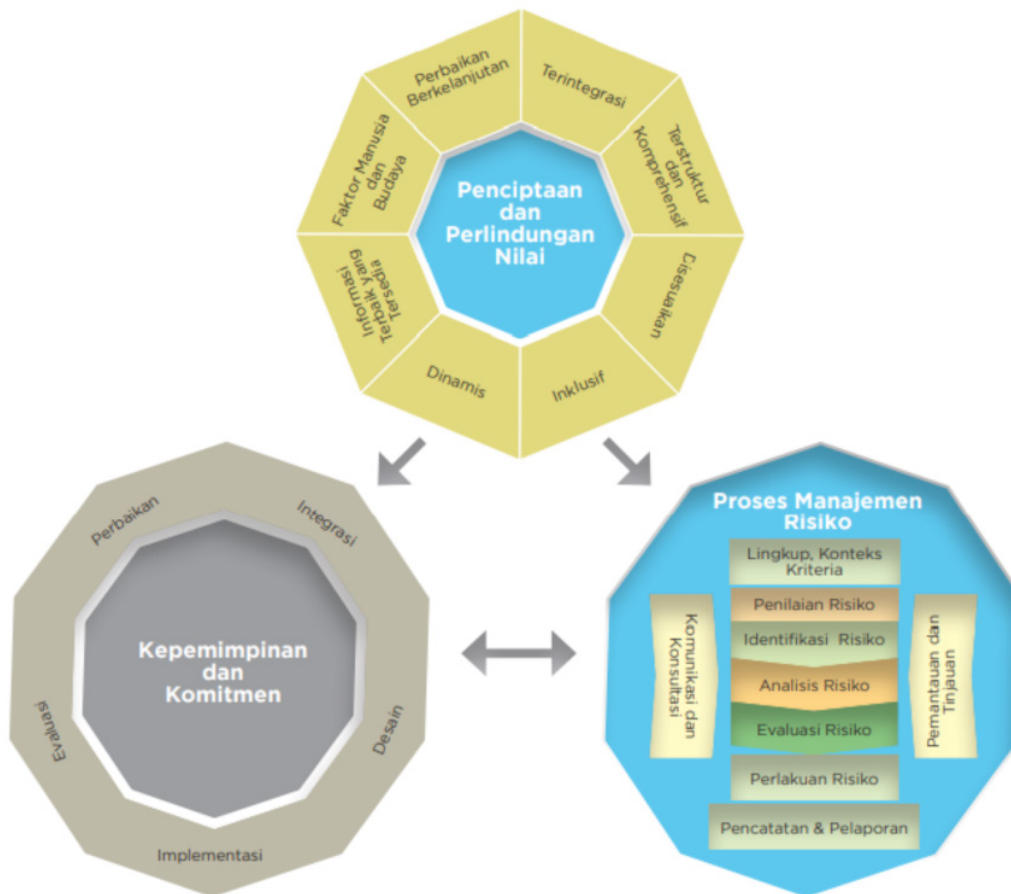 Perbaikan
Berkelanjutan
Terintegrasi
Terstruktur
dan
Komprehensif
Disesuaikan
Inklusif
Dinamis
Informasi
Terbaik yang
Tersedia
Faktor Manusia
dan
Budaya
Penciptaan
dan
Perlindungan
Nilai
Perbaikan
Integrasi
Desain
Implementasi
Evaluasi
Kepemimpinan
dan
Komitmen
Proses Manajemen
Risiko
Lingkup, Konteks
Kriteria
Penilaian Risiko
Identifikasi Risiko
Analisis Risiko
Evaluasi Risiko
Perlakuan Risiko
Pencatatan & Pelaporan
Komunikasi dan
Konsultasi
Pemantauan dan
Tinjauan